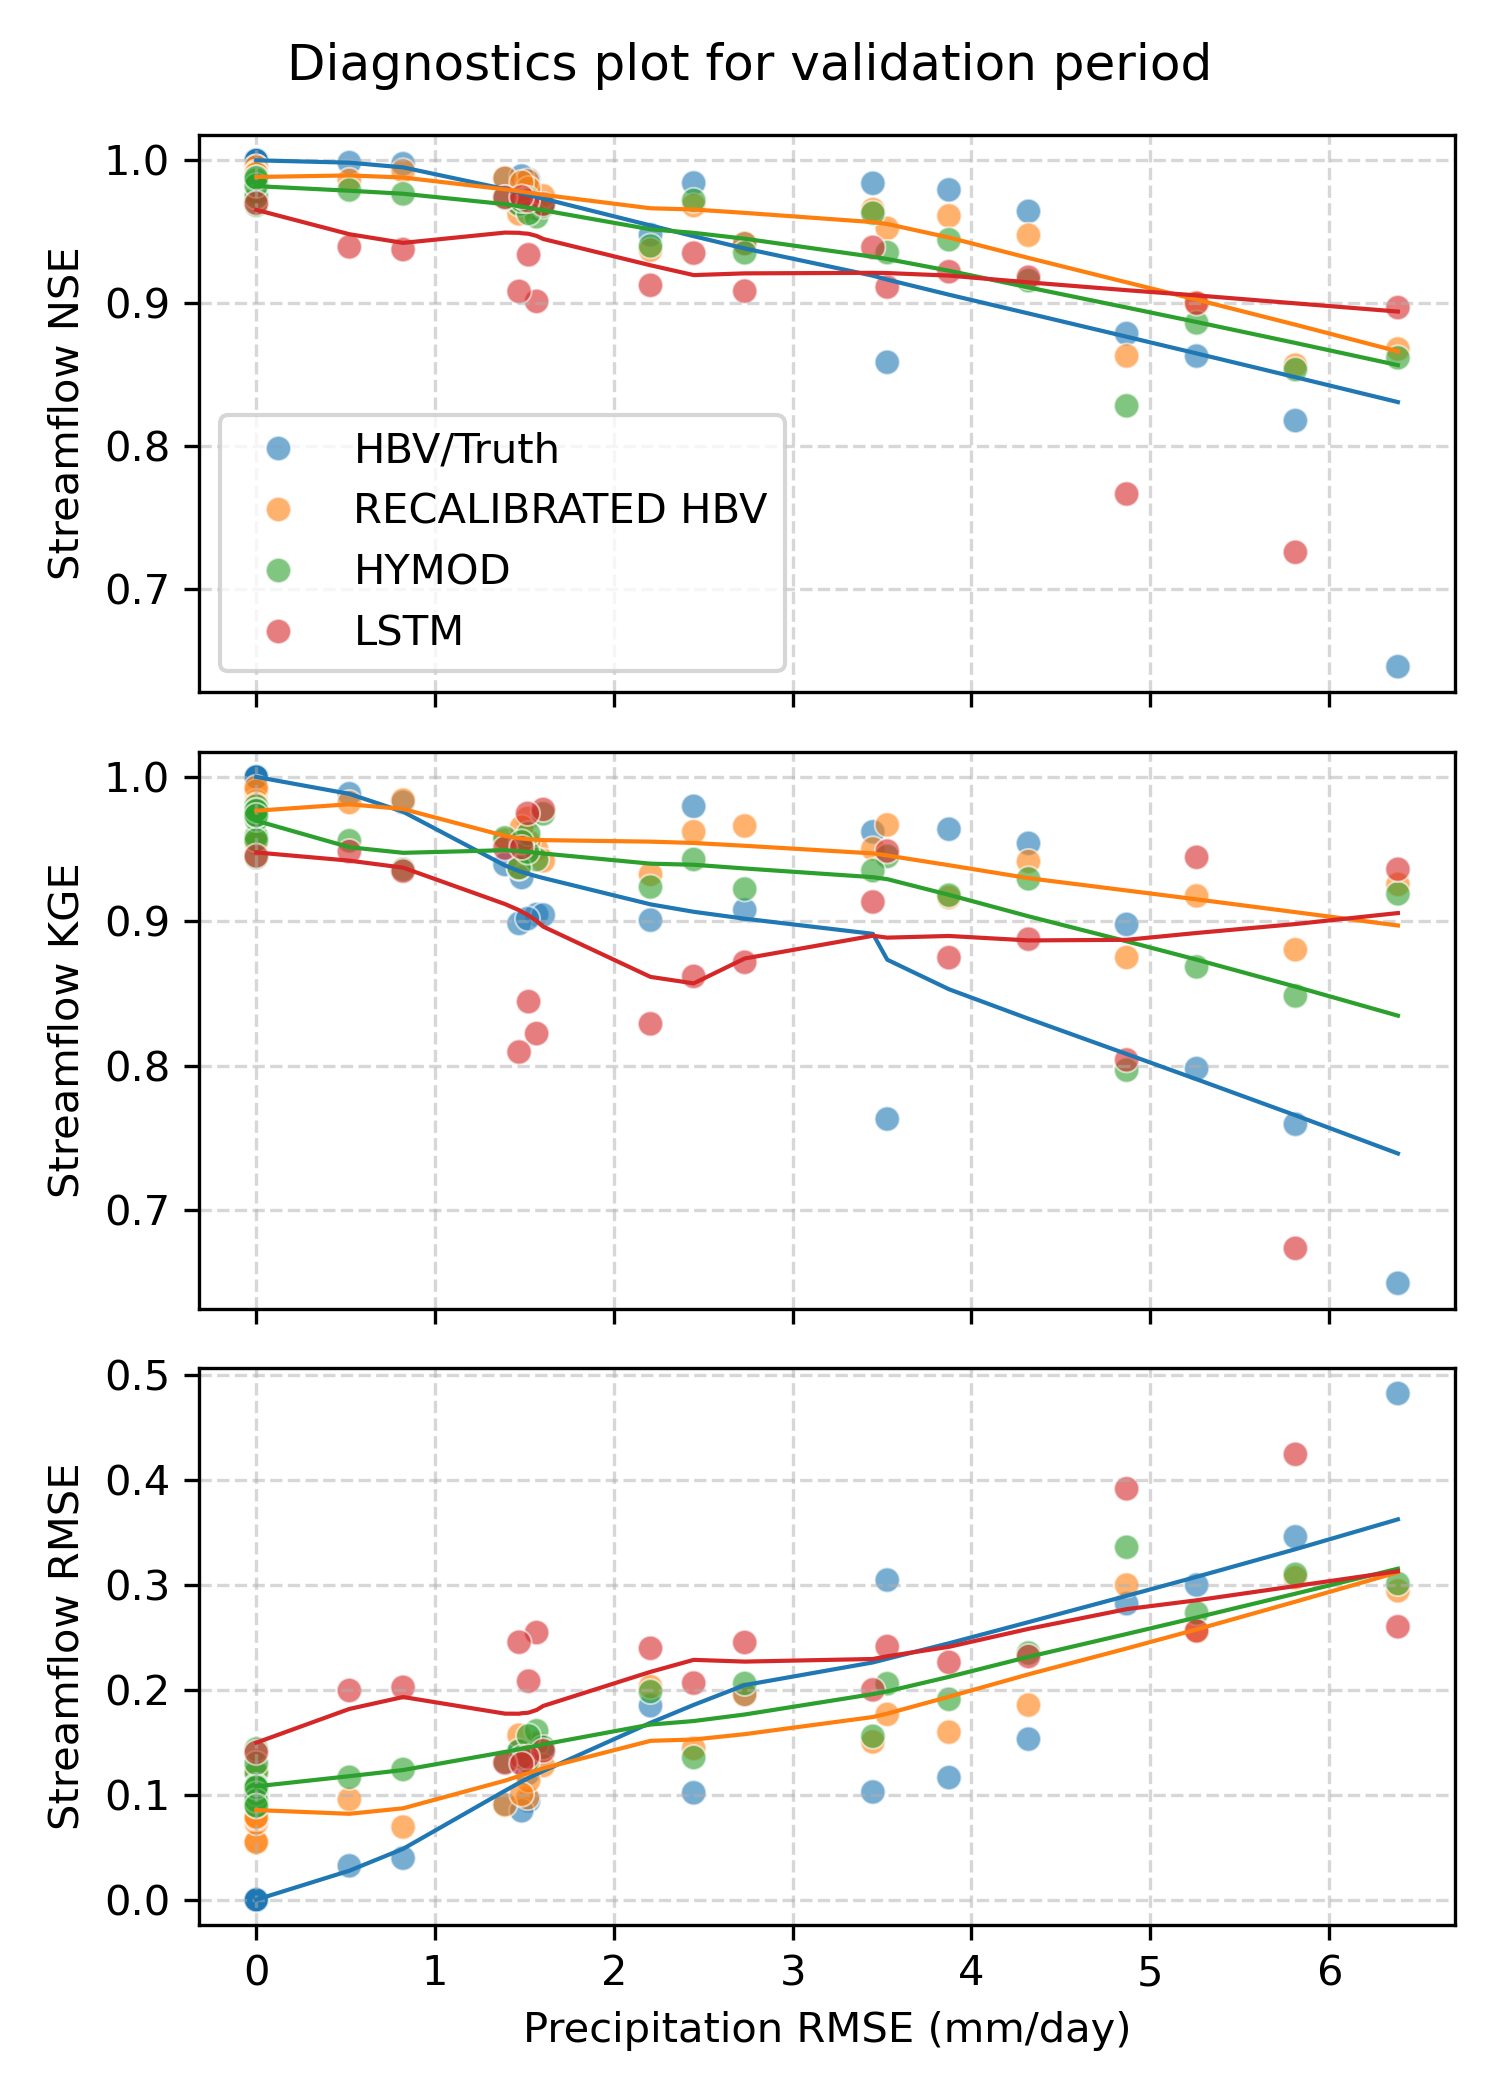 Diagnostics plot for validation period
Streamflow NSE
1.0
0.9
0.8
0.7
HBV/Truth
RECALIBRATED HBV
HYMOD
LSTM
Streamflow KGE
1.0
0.9
0.8
0.7
Streamflow RMSE
0.5
0.4
0.3
0.2
0.1
0.0
0 1 2 3 4 5 6
Precipitation RMSE (mm/day)